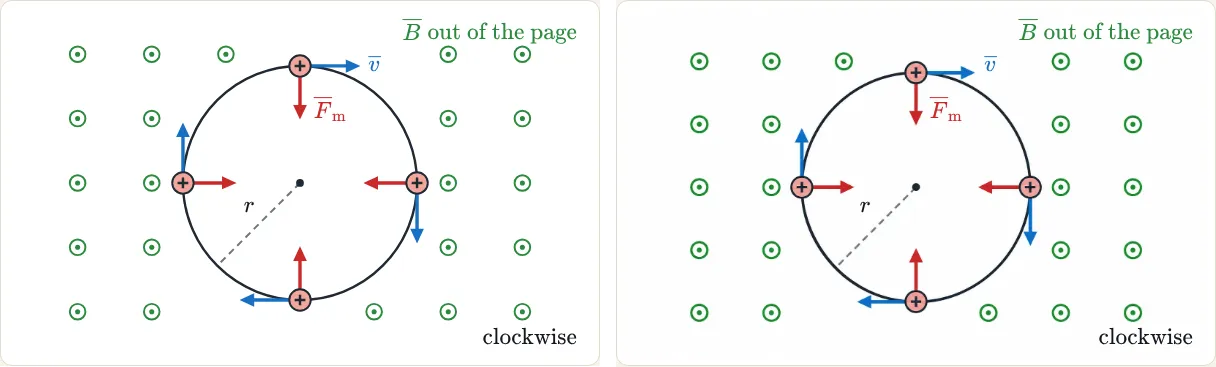 B̅ out of the page
v̅
F̅ₘ
r
clockwise
B̅ out of the page
v̅
F̅ₘ
r
clockwise